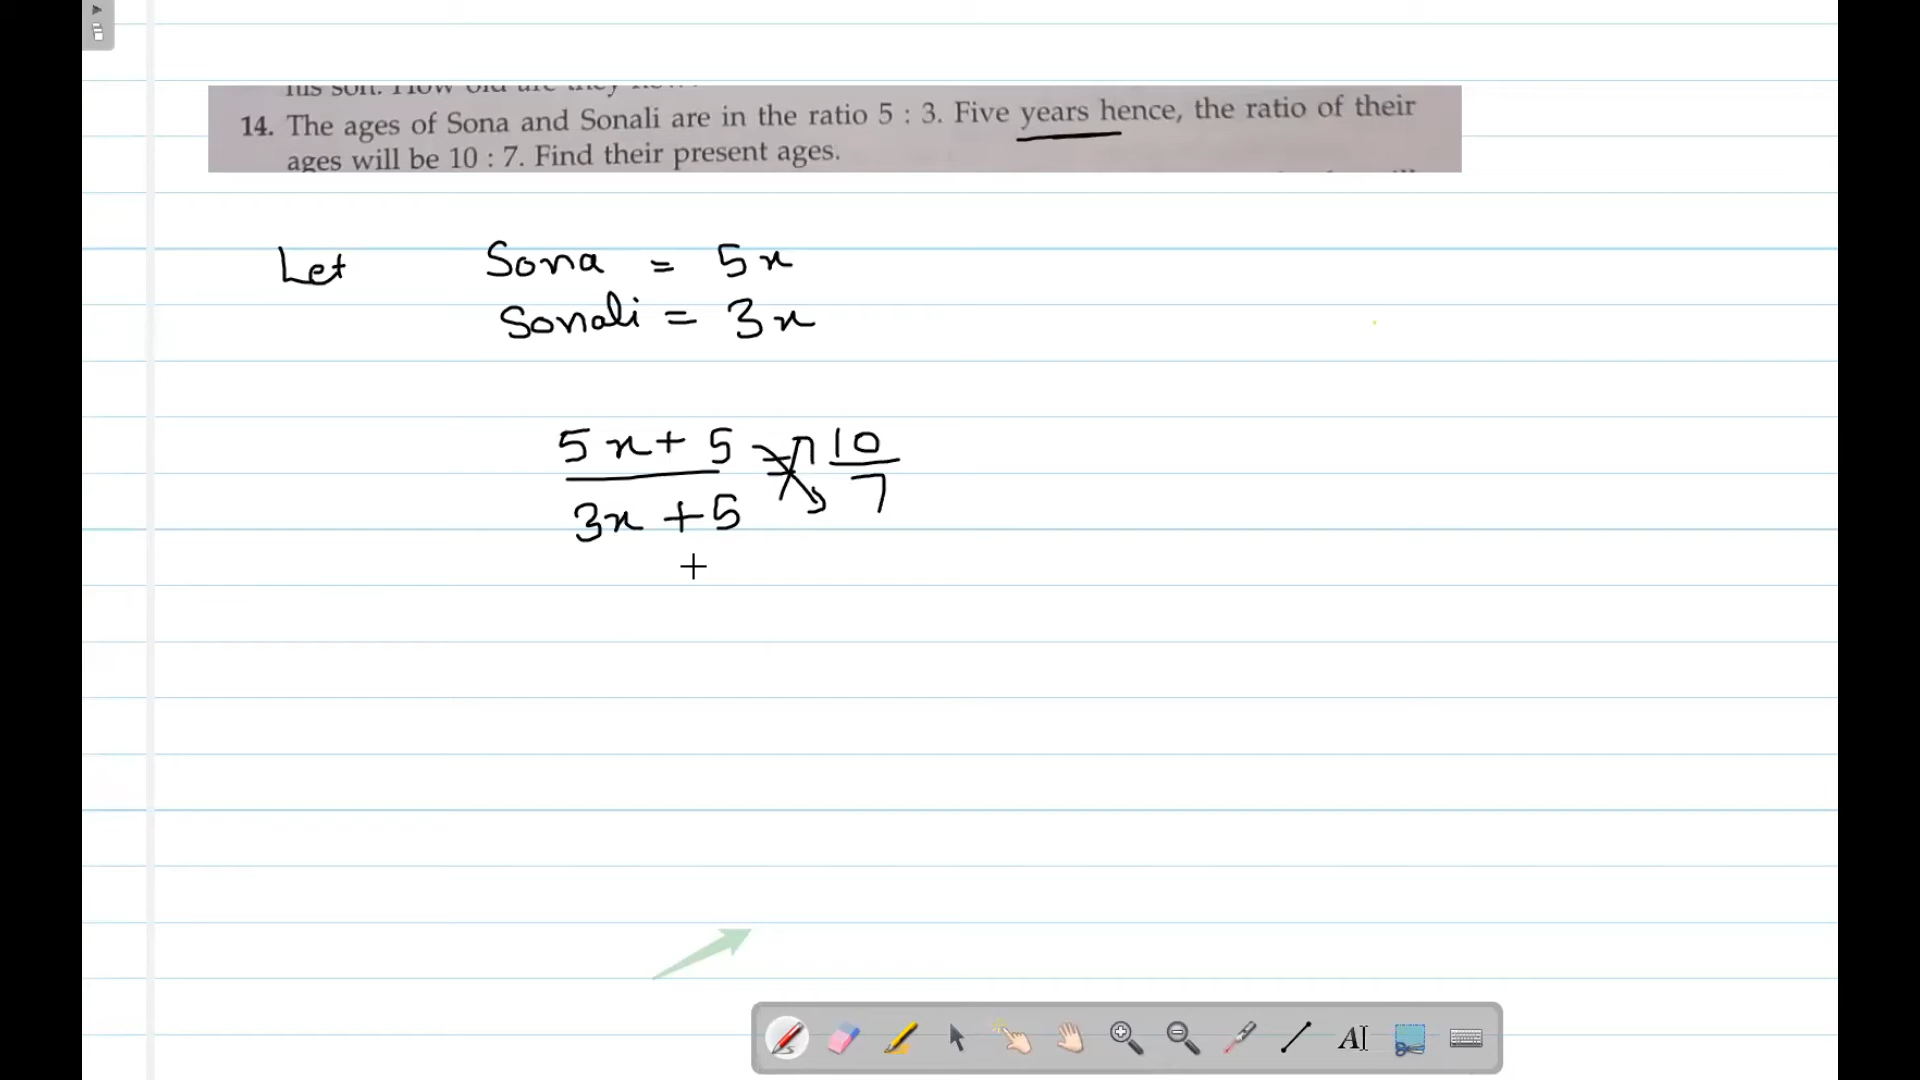 14. The ages of Sona and Sonali are in the ratio 5 : 3. Five years hence, the ratio of their
ages will be 10 : 7. Find their present ages.
Let Sona = 5x
Sonali = 3x
5x + 5 = 10
3x + 5 7
AI